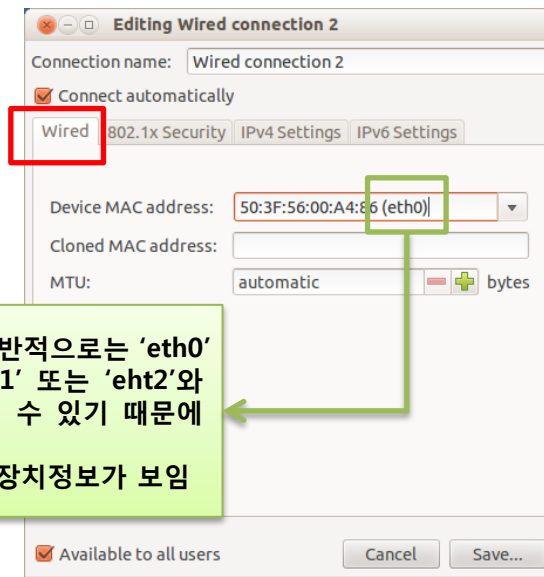 Editing Wired connection 2
Connection name: Wired connection 2
Connect automatically
Wired 802.1x Security IPv4 Settings IPv6 Settings
Device MAC address: 50:3F:56:00:A4:86 (eth0)
Cloned MAC address:
MTU: automatic bytes
반적으로는 ‘eth0’
1’ 또는 ‘eht2’와
수 있기 때문에
장치정보가 보임
Available to all users Cancel Save...